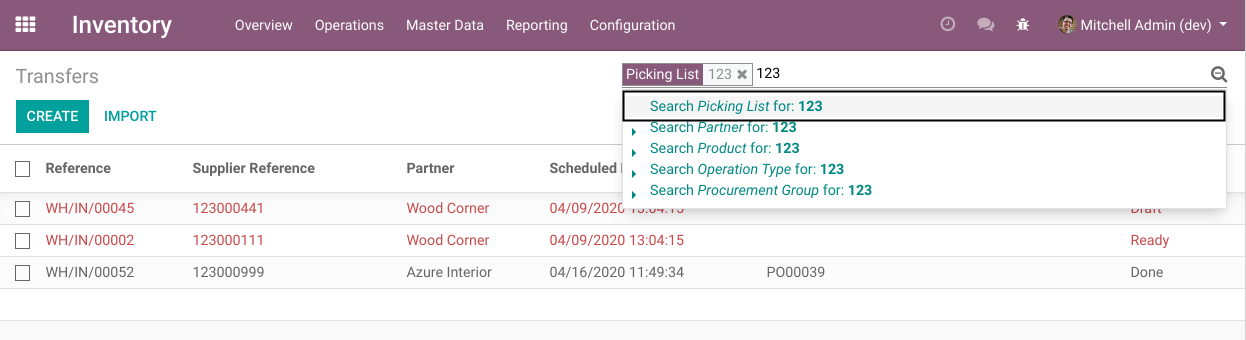 Inventory Overview Operations Master Data Reporting Configuration Mitchell Admin (dev)
Transfers
Picking List 123 123
CREATE IMPORT
Search Picking List for: 123
Search Partner for: 123
Search Product for: 123
Search Operation Type for: 123
Search Procurement Group for: 123
Reference Supplier Reference Partner Scheduled
WH/IN/00045 123000441 Wood Corner 04/09/2020 13:04:15 Draft
WH/IN/00002 123000111 Wood Corner 04/09/2020 13:04:15 Ready
WH/IN/00052 123000999 Azure Interior 04/16/2020 11:49:34 PO00039 Done